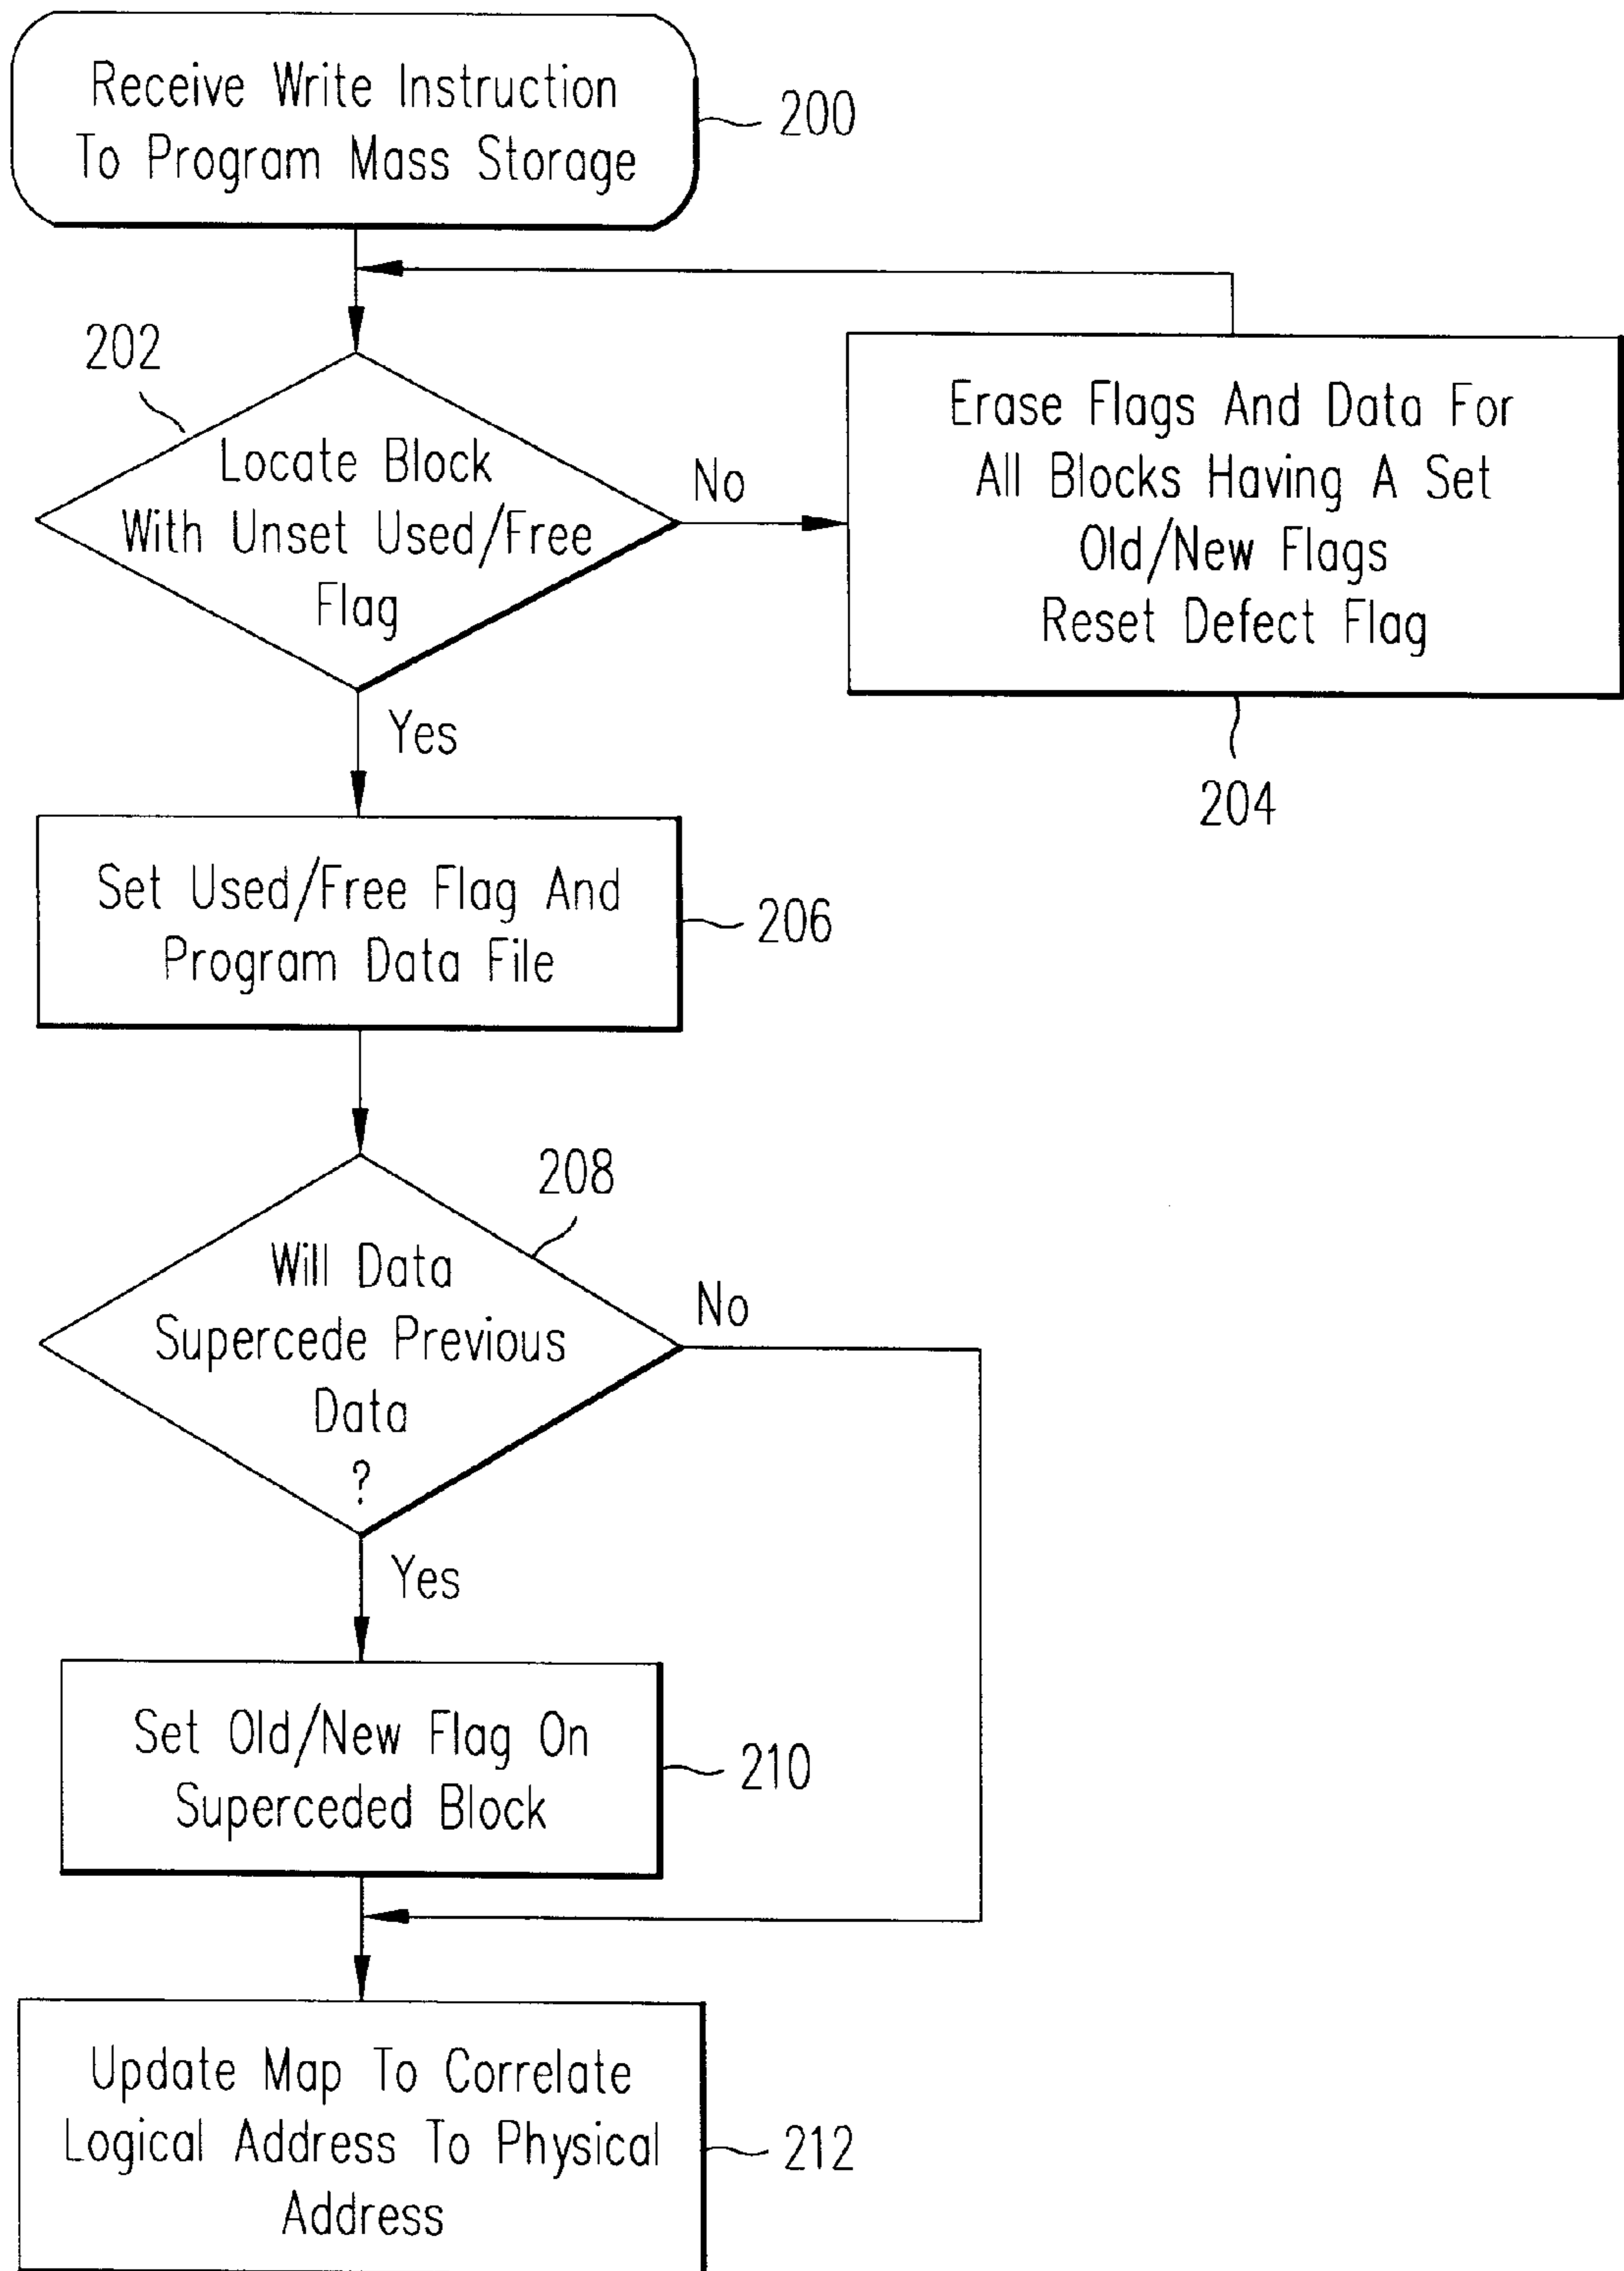 Receive Write Instruction
To Program Mass Storage
200
202
Locate Block
With Unset Used/Free
Flag
No
Erase Flags And Data For
All Blocks Having A Set
Old/New Flags
Reset Defect Flag
204
Yes
Set Used/Free Flag And
Program Data File
206
208
Will Data
Supercede Previous
Data
?
No
Yes
Set Old/New Flag On
Superceded Block
210
Update Map To Correlate
Logical Address To Physical
Address
212